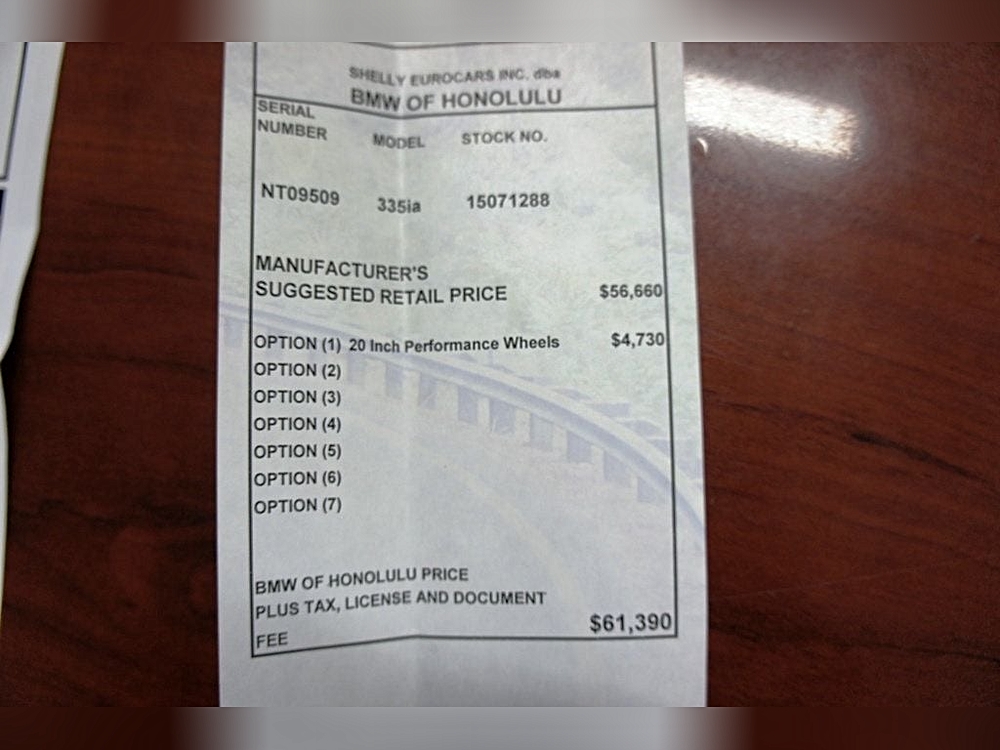 SHELLY EUROCARS INC. dba
BMW OF HONOLULU
SERIAL
NUMBER MODEL STOCK NO.
NT09509 335ia 15071288
MANUFACTURER'S
SUGGESTED RETAIL PRICE $56,660
OPTION (1) 20 Inch Performance Wheels $4,730
OPTION (2)
OPTION (3)
OPTION (4)
OPTION (5)
OPTION (6)
OPTION (7)
BMW OF HONOLULU PRICE
PLUS TAX, LICENSE AND DOCUMENT
FEE $61,390